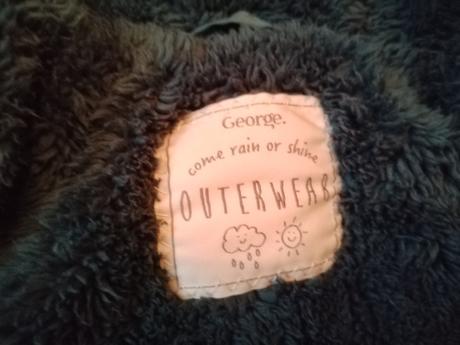 George.
come rain or shine
OUTERWEAR